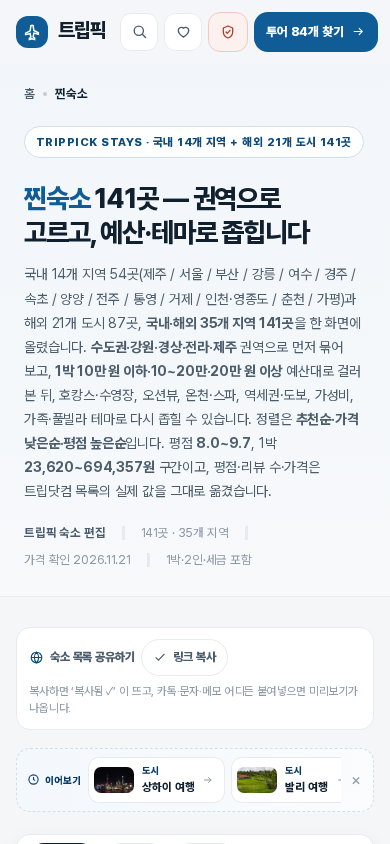 트립픽
투어 84개 찾기 →
홈 • 찐숙소
TRIPPICK STAYS · 국내 14개 지역 + 해외 21개 도시 141곳
찐숙소 141곳 — 권역으로
고르고, 예산·테마로 좁힙니다
국내 14개 지역 54곳(제주 / 서울 / 부산 / 강릉 / 여수 / 경주 /
속초 / 양양 / 전주 / 통영 / 거제 / 인천·영종도 / 춘천 / 가평)과
해외 21개 도시 87곳, 국내·해외 35개 지역 141곳을 한 화면에
올렸습니다. 수도권·강원·경상·전라·제주 권역으로 먼저 묶어
보고, 1박 10만 원 이하·10~20만·20만 원 이상 예산대로 걸러
본 뒤, 호캉스·수영장, 오션뷰, 온천·스파, 역세권·도보, 가성비,
가족·풀빌라 테마로 다시 좁힐 수 있습니다. 정렬은 추천순·가격
낮은순·평점 높은순입니다. 평점 8.0~9.7, 1박
23,620~694,357원 구간이고, 평점·리뷰 수·가격은
트립닷컴 목록의 실제 값을 그대로 옮겼습니다.
트립픽 숙소 편집 | 141곳 · 35개 지역 |
가격 확인 2026.11.21 | 1박·2인·세금 포함
숙소 목록 공유하기 ✓ 링크 복사
복사하면 '복사됨 ✓' 이 뜨고, 카톡·문자·메모 어디든 붙여넣으면 미리보기가
나옵니다.
이어보기
도시
상하이 여행 →
도시
발리 여행
×